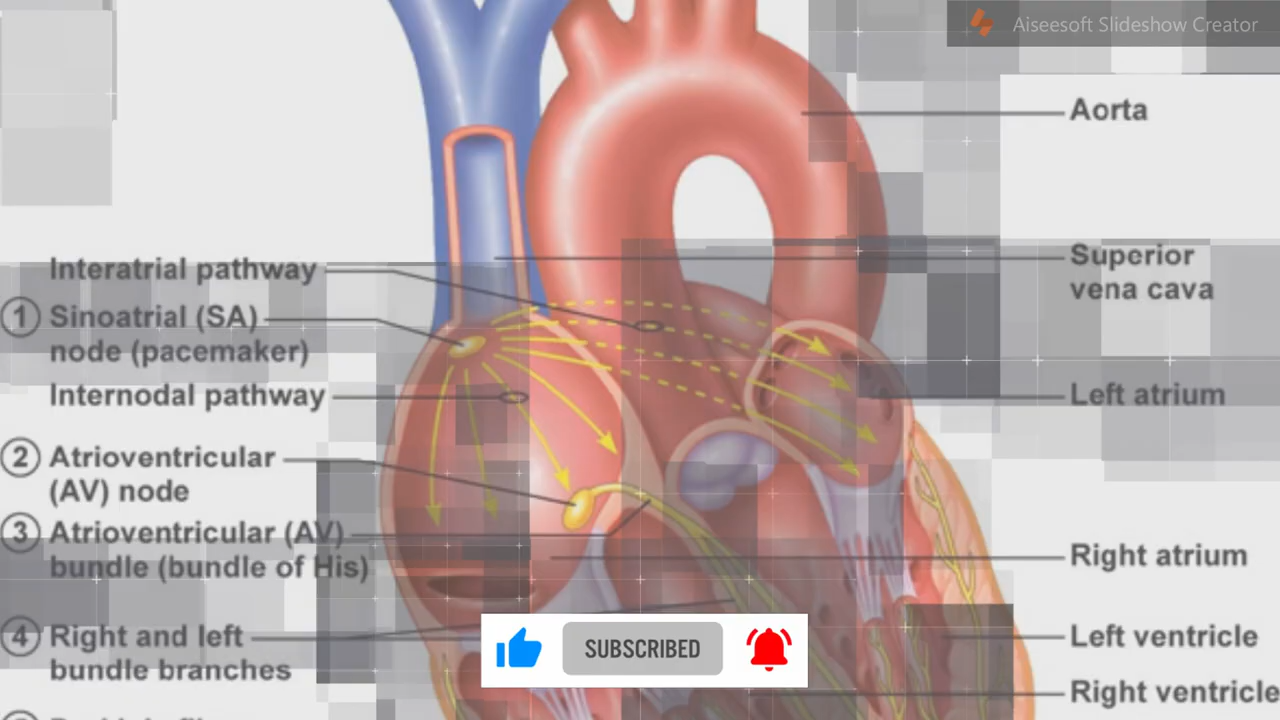 Aiseesoft Slideshow Creator
Aorta
Superior
vena cava
Interatrial pathway
1 Sinoatrial (SA)
node (pacemaker)
Internodal pathway
Left atrium
2 Atrioventricular
(AV) node
3 Atrioventricular (AV)
bundle (bundle of His)
Right atrium
4 Right and left
bundle branches
Left ventricle
SUBSCRIBED
Right ventricle